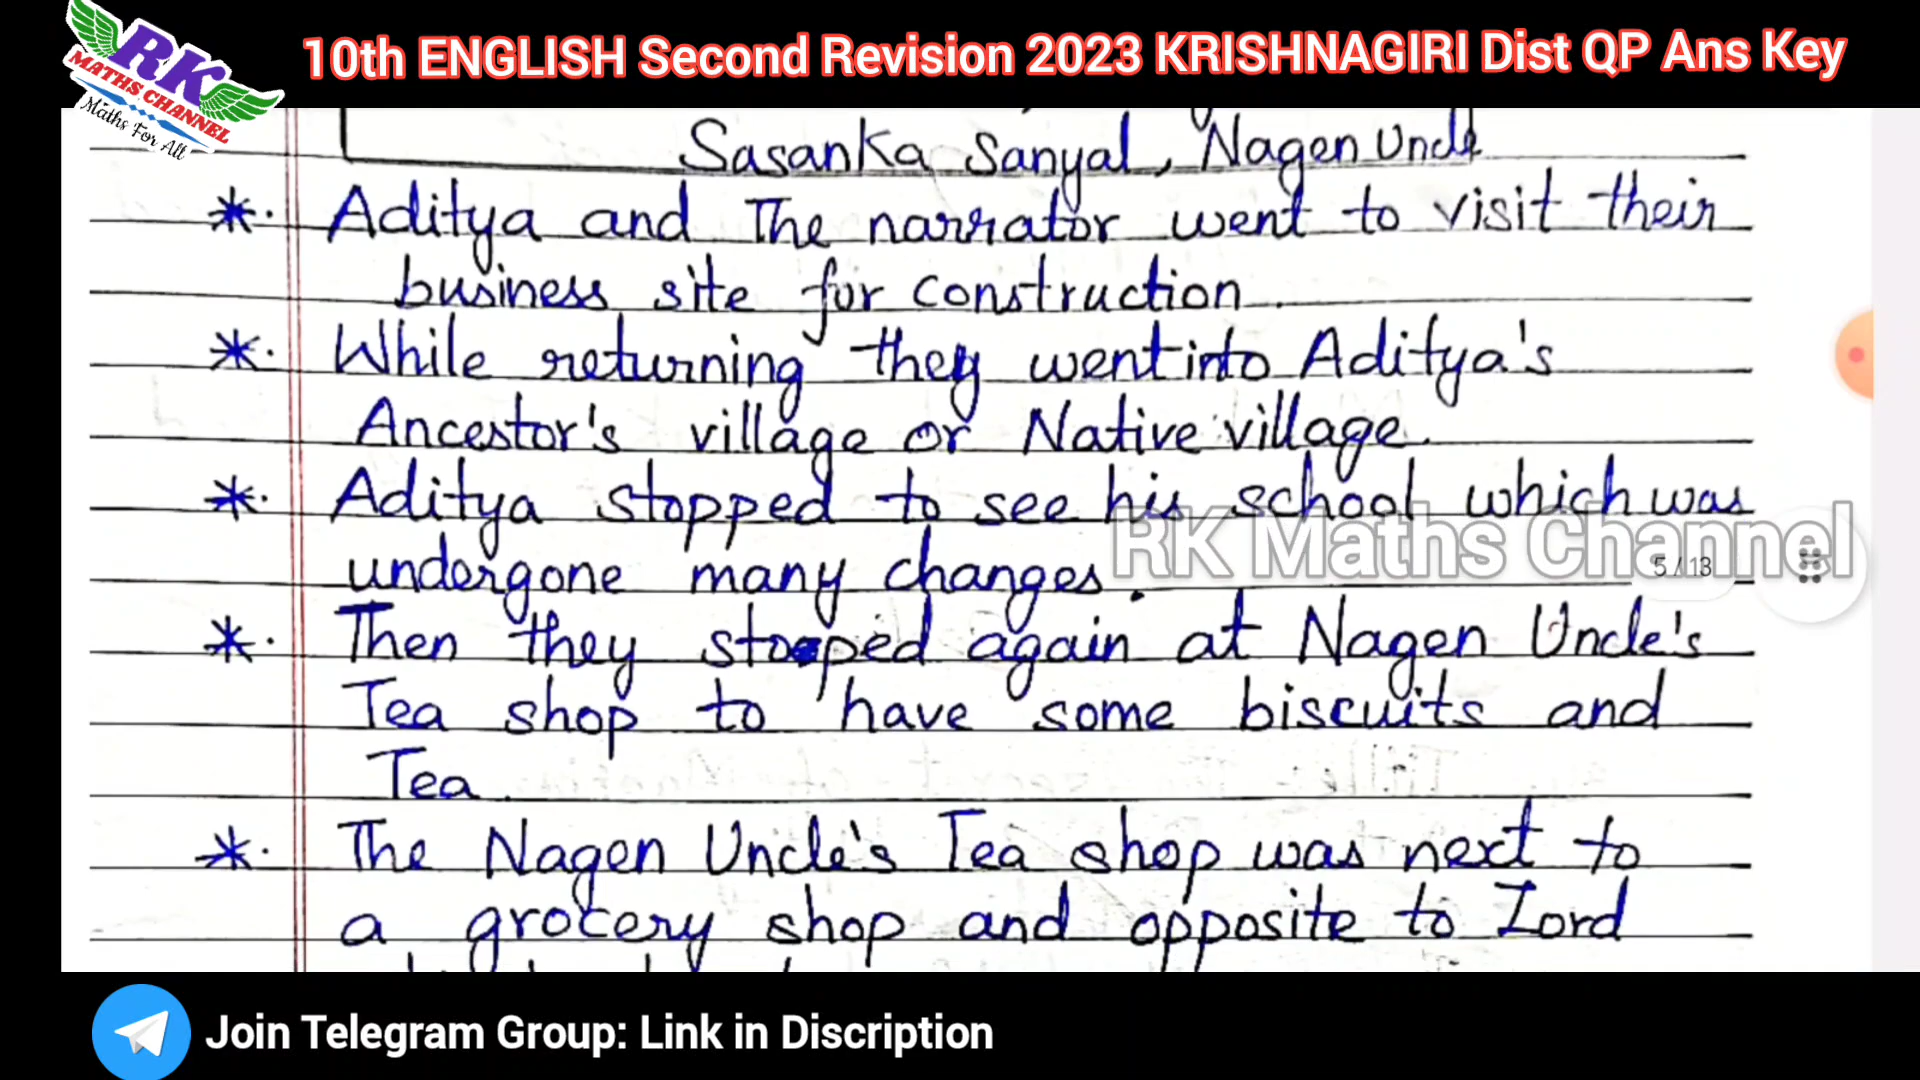 RK
MATHS CHANNEL
Maths For All
10th ENGLISH Second Revision 2023 KRISHNAGIRI Dist QP Ans Key
Sasanka Sanyal, Nagen Uncle
*. Aditya and The narrator went to visit their
business site for construction.
*. While returning they went into Aditya's
Ancestor's village or Native village.
*. Aditya stopped to see his school which was
undergone many changes.
RK Maths Channel
5 / 13
*. Then they stopped again at Nagen Uncle's
Tea shop to have some biscuits and
Tea.
*. The Nagen Uncle's Tea shop was next to
a grocery shop and opposite to Lord
Join Telegram Group: Link in Discription